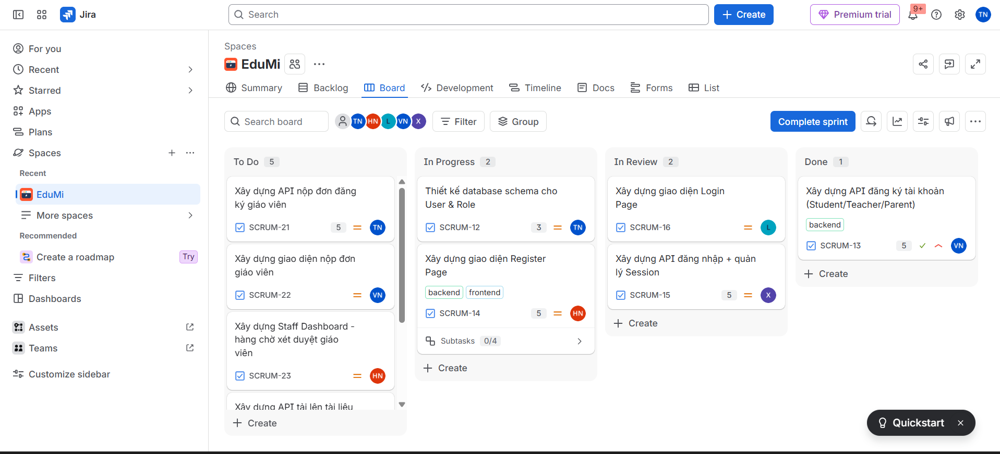 Jira
Search
Create
Premium trial
9+
TN
For you
Recent
Starred
Apps
Plans
Spaces
Recent
EduMi
More spaces
Recommended
Create a roadmap
Try
Filters
Dashboards
Assets
Teams
Customize sidebar
Spaces
EduMi
Summary
Backlog
Board
Development
Timeline
Docs
Forms
List
Search board
TN
HN
L
VN
X
Filter
Group
Complete sprint
To Do 5
Xây dựng API nộp đơn đăng
ký giáo viên
SCRUM-21
5
TN
Xây dựng giao diện nộp đơn
giáo viên
SCRUM-22
VN
Xây dựng Staff Dashboard -
hàng chờ xét duyệt giáo
viên
SCRUM-23
HN
Xây dựng API tải lên tài liệu
Create
In Progress 2
Thiết kế database schema cho
User & Role
SCRUM-12
3
TN
Xây dựng giao diện Register
Page
backend
frontend
SCRUM-14
5
HN
Subtasks 0/4
Create
In Review 2
Xây dựng giao diện Login
Page
SCRUM-16
L
Xây dựng API đăng nhập + quản
lý Session
SCRUM-15
5
X
Create
Done 1
Xây dựng API đăng ký tài khoản
(Student/Teacher/Parent)
backend
SCRUM-13
5
VN
Create
Quickstart